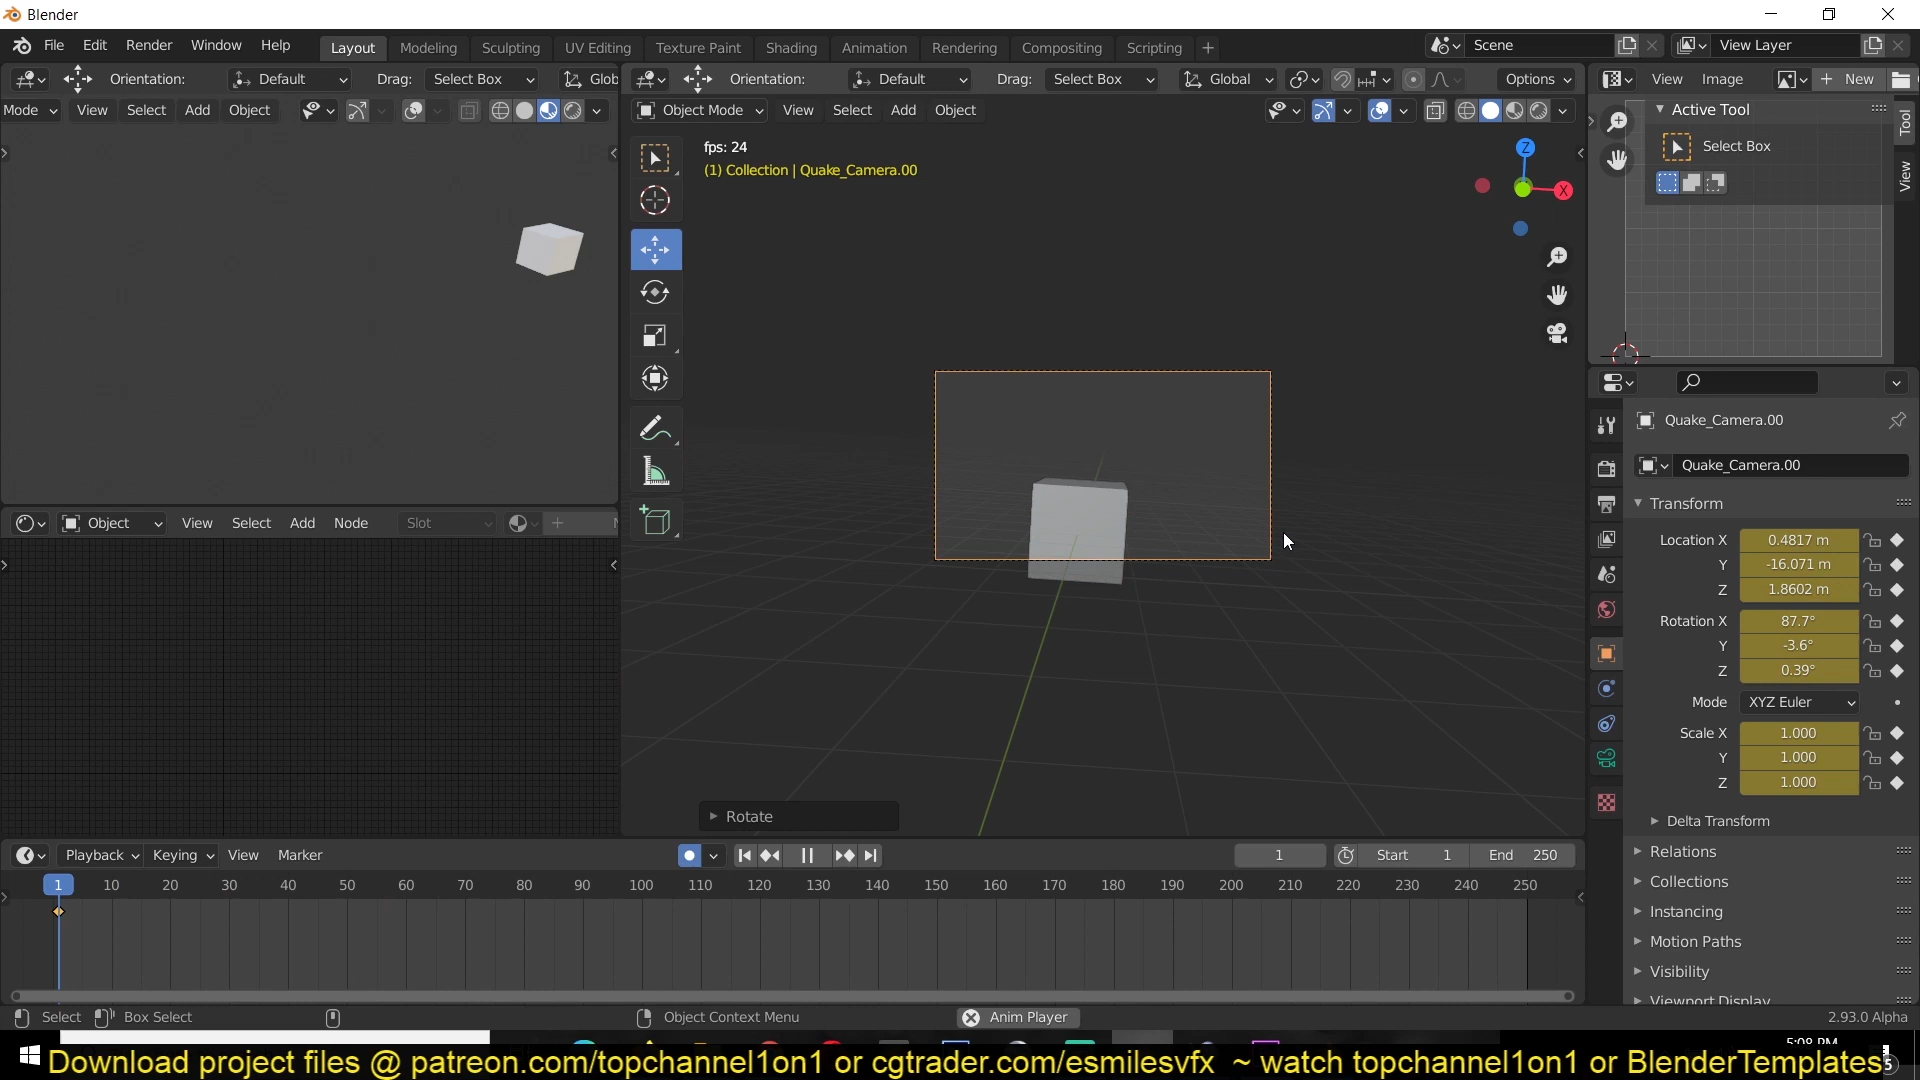 Blender
File Edit Render Window Help
Layout Modeling Sculpting UV Editing Texture Paint Shading Animation Rendering Compositing Scripting +
Scene
View Layer
Orientation: Default Drag: Select Box Glob
Orientation: Default Drag: Select Box Global Options
View Image + New
Mode View Select Add Object
Object Mode View Select Add Object
Active Tool
Select Box
Tool
View
fps: 24
(1) Collection | Quake_Camera.00
Z
X
Quake_Camera.00
Quake_Camera.00
Transform
Location X 0.4817 m
Y -16.071 m
Z 1.8602 m
Rotation X 87.7°
Y -3.6°
Z 0.39°
Mode XYZ Euler
Scale X 1.000
Y 1.000
Z 1.000
Delta Transform
Relations
Collections
Instancing
Motion Paths
Visibility
Viewport Display
Object View Select Add Node Slot
Rotate
Playback Keying View Marker
1 Start 1 End 250
1 10 20 30 40 50 60 70 80 90 100 110 120 130 140 150 160 170 180 190 200 210 220 230 240 250
Select Box Select Object Context Menu Anim Player 2.93.0 Alpha
5:08 PM
Download project files @ patreon.com/topchannel1on1 or cgtrader.com/esmilesvfx ~ watch topchannel1on1 or BlenderTemplates